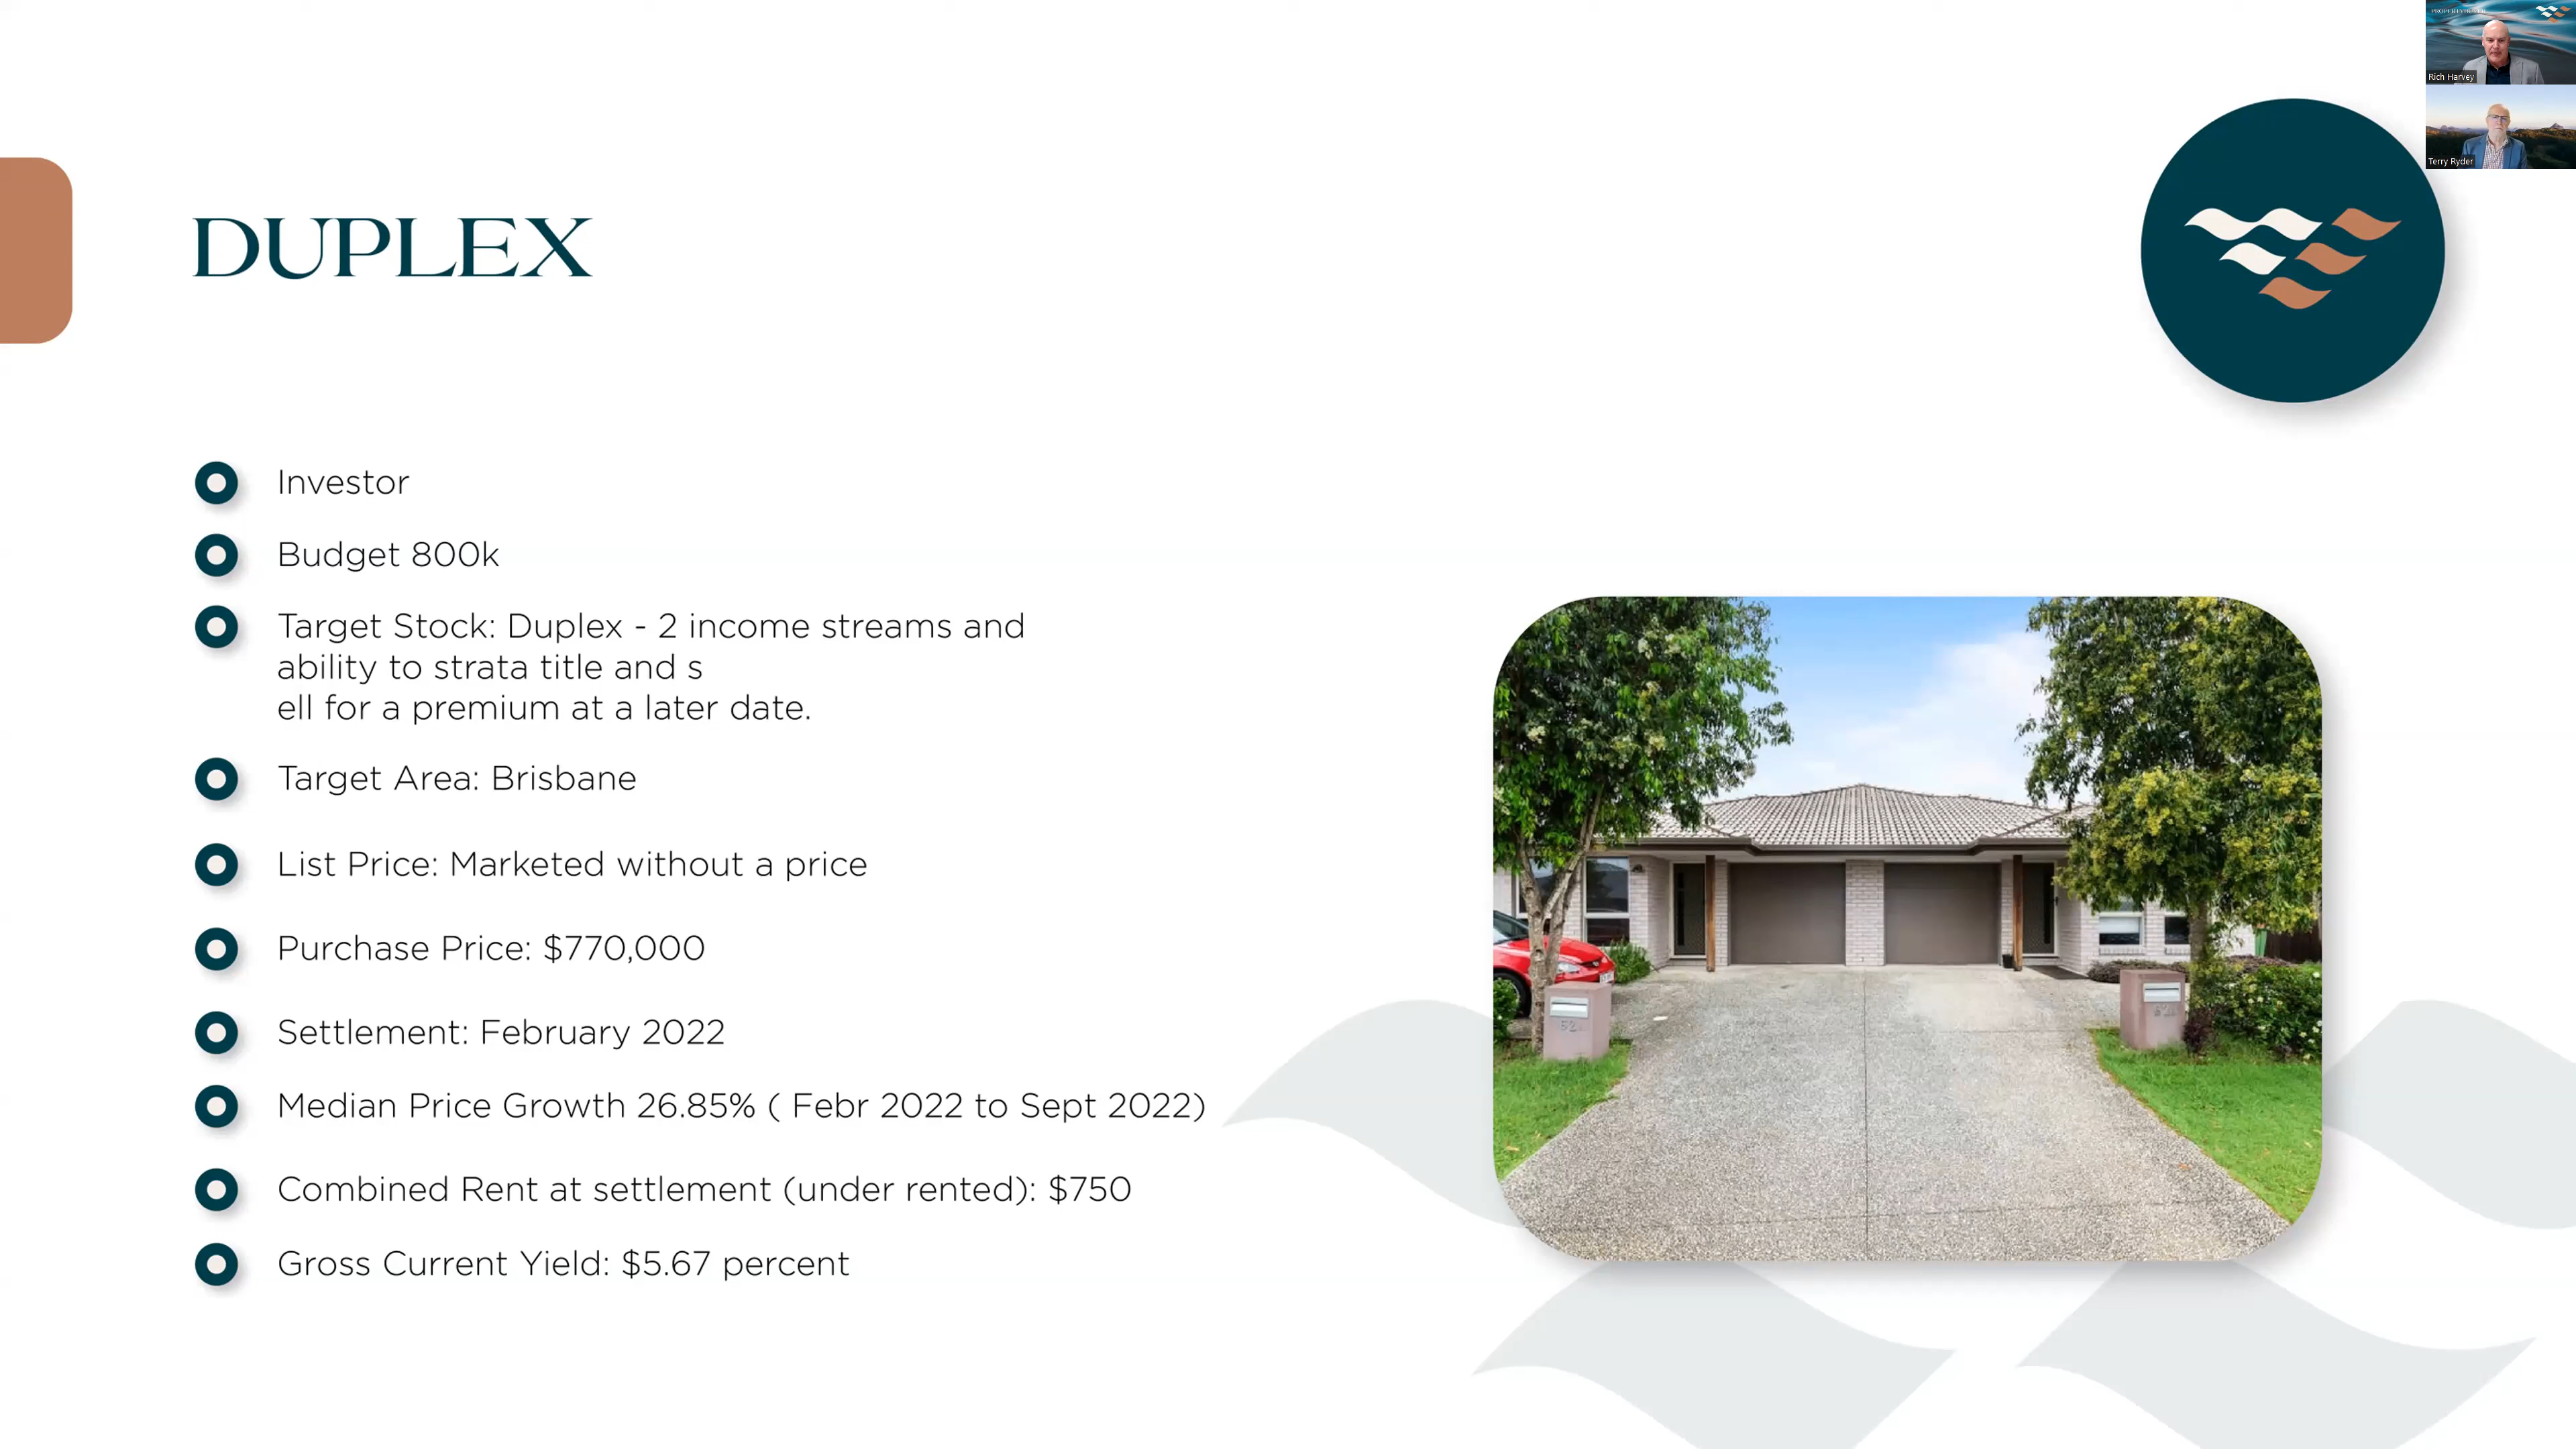 Rich Harvey
Terry Ryder
DUPLEX
Investor
Budget 800k
Target Stock: Duplex - 2 income streams and
ability to strata title and s
ell for a premium at a later date.
Target Area: Brisbane
List Price: Marketed without a price
Purchase Price: $770,000
Settlement: February 2022
Median Price Growth 26.85% ( Febr 2022 to Sept 2022)
Combined Rent at settlement (under rented): $750
Gross Current Yield: $5.67 percent